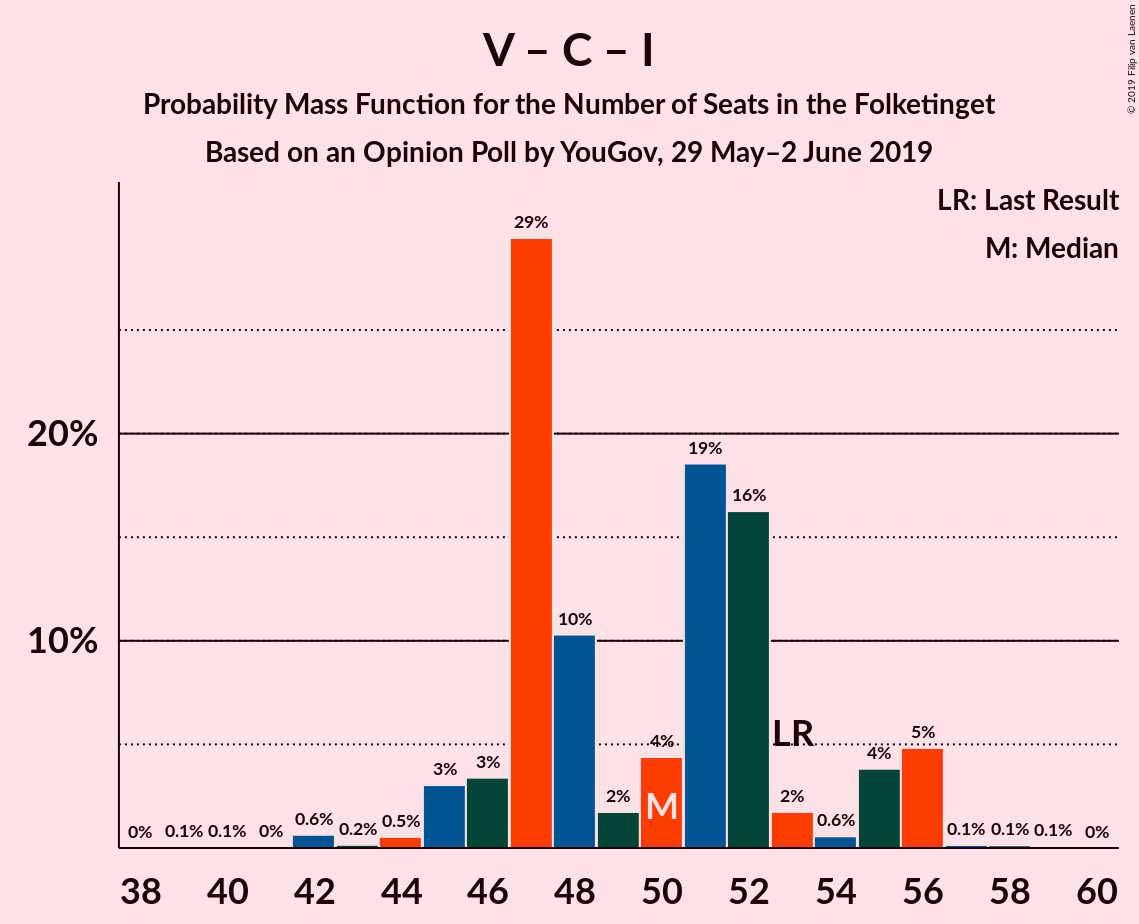 V – C – I
Probability Mass Function for the Number of Seats in the Folketinget
Based on an Opinion Poll by YouGov, 29 May–2 June 2019
© 2019 Filip van Laenen
LR: Last Result
M: Median
20%
10%
0%
0.1%
0.1%
0%
0.6%
0.2%
0.5%
3%
3%
29%
10%
2%
4%
M
19%
16%
LR
2%
0.6%
4%
5%
0.1%
0.1%
0.1%
0%
38 40 42 44 46 48 50 52 54 56 58 60